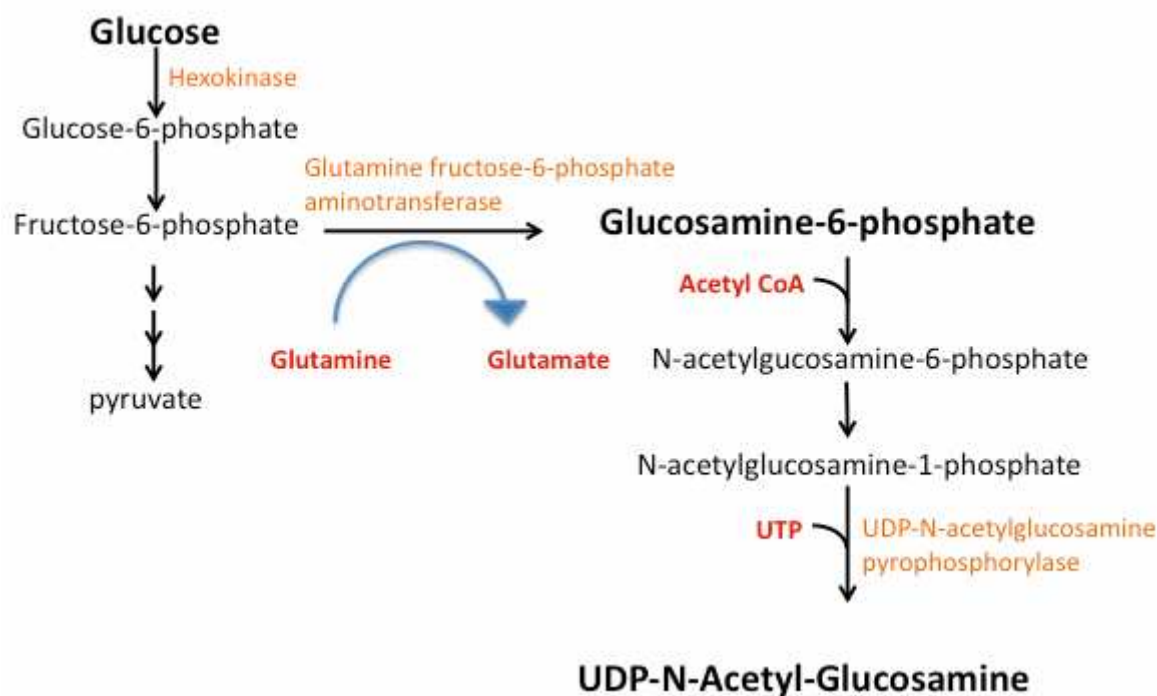 Glucose
Hexokinase
Glucose-6-phosphate
Glutamine fructose-6-phosphate
aminotransferase
Fructose-6-phosphate
Glucosamine-6-phosphate
Acetyl CoA
Glutamine
Glutamate
N-acetylgucosamine-6-phosphate
pyruvate
N-acetylglucosamine-1-phosphate
UTP
UDP-N-acetylglucosamine
pyrophosphorylase
UDP-N-Acetyl-Glucosamine